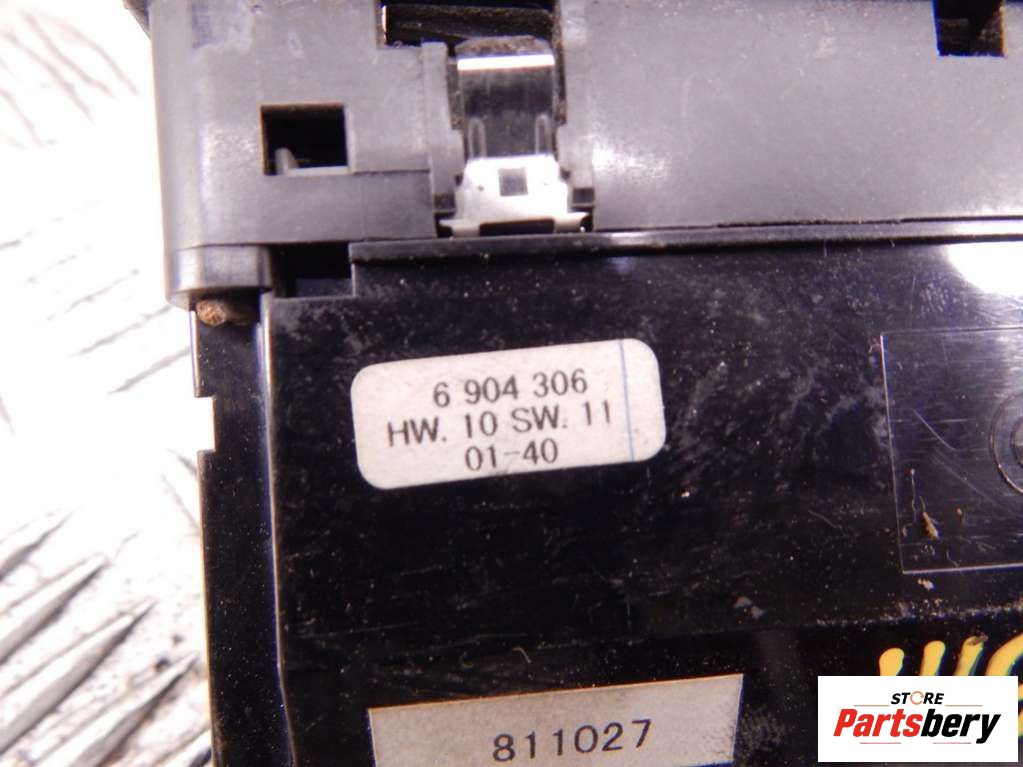 6 904 306
HW. 10 SW. 11
01-40
811027
STORE
Partsbery